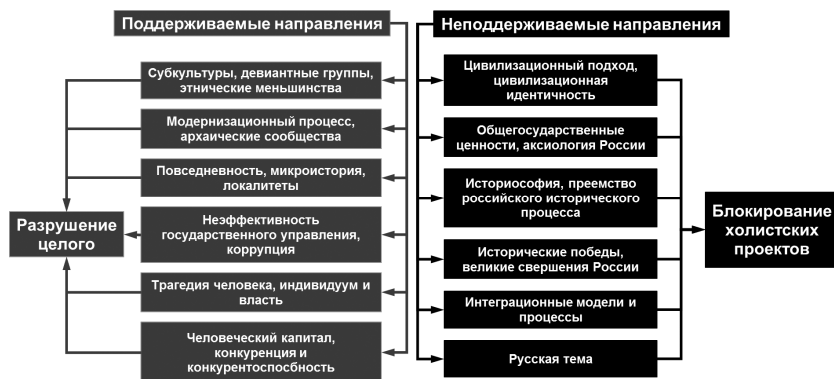 Поддерживаемые направления
Субкультуры, девиантные группы,
этнические меньшинства
Модернизационный процесс,
архаические сообщества
Повседневность, микроистория,
локалитеты
Разрушение
целого
Неэффективность
государственного управления,
коррупция
Трагедия человека, индивидуум и
власть
Человеческий капитал,
конкуренция и
конкурентоспсбность
Неподдерживаемые направления
Цивилизационный подход,
цивилизационная
идентичность
Общегосударственные
ценности, аксиология России
Историософия, преемство
российского исторического
процесса
Исторические победы,
великие свершения России
Интеграционные модели и
процессы
Русская тема
Блокирование
холистских
проектов